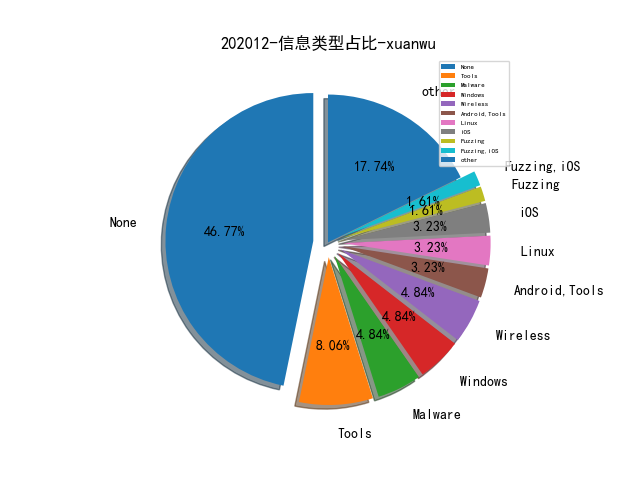 202012-信息类型占比-xuanwu
None
Tools
Malware
Windows
Wireless
Android,Tools
Linux
iOS
Fuzzing
Fuzzing,iOS
other
other
17.74%
Fuzzing,iOS
1.61%
Fuzzing
1.61%
iOS
3.23%
None
46.77%
Linux
3.23%
Android,Tools
3.23%
Wireless
4.84%
Windows
4.84%
Malware
4.84%
Tools
8.06%